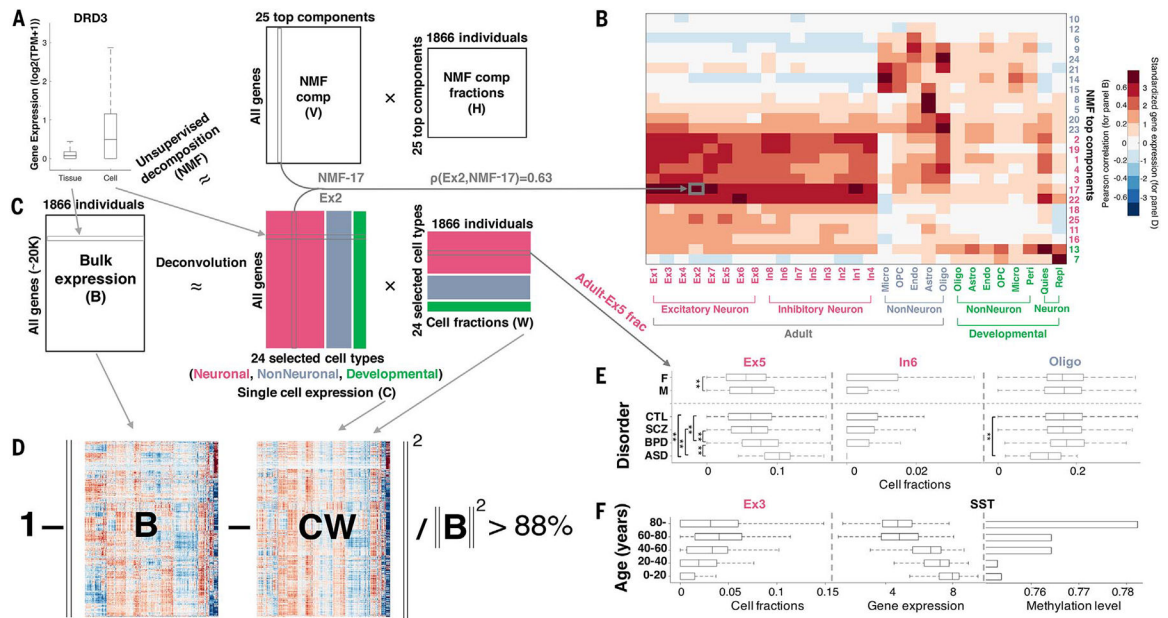 A
DRD3
Gene Expression (log2(TPM+1))
3
2
1
0
Tissue
Cell
Unsupervised
decomposition
(NMF)
≈
25 top components
All genes
NMF
comp
(V)
×
1866 individuals
25 top components
NMF comp
fractions
(H)
NMF-17
Ex2
ρ(Ex2,NMF-17)=0.63
B
10
12
6
9
24
21
14
15
8
5
20
23
2
19
1
4
3
17
22
18
25
11
16
13
7
NMF top components
Pearson correlation (for panel B)
0.6
0.4
0.2
0
Standardized gene expression (for panel D)
3
2
1
0
-1
-2
-3
Ex1
Ex3
Ex4
Ex2
Ex7
Ex5
Ex6
Ex8
In8
In6
In7
In5
In3
In2
In1
In4
Micro
OPC
Endo
Astro
Oligo
Oligo
Astro
Endo
OPC
Micro
Peri
Quies
Repl
Excitatory Neuron
Inhibitory Neuron
NonNeuron
NonNeuron
Neuron
Adult
Developmental
C
1866 individuals
All genes (~20K)
Bulk
expression
(B)
Deconvolution
≈
All genes
24 selected cell types
(Neuronal, NonNeuronal, Developmental)
Single cell expression (C)
×
1866 individuals
24 selected cell types
Cell fractions (W)
Adult-Ex5 frac
D
1
B
CW
2
/ ||B||
2
> 88%
E
Ex5
In6
Oligo
F
M
**
Disorder
CTL
SCZ
BPD
ASD
**
**
**
**
**
**
0
0.1
0
0.02
0
0.2
Cell fractions
F
Ex3
SST
Age (years)
80-
60-80
40-60
20-40
0-20
0
0.05
0.1
0.15
4
8
0.76
0.77
0.78
Cell fractions
Gene expression
Methylation level